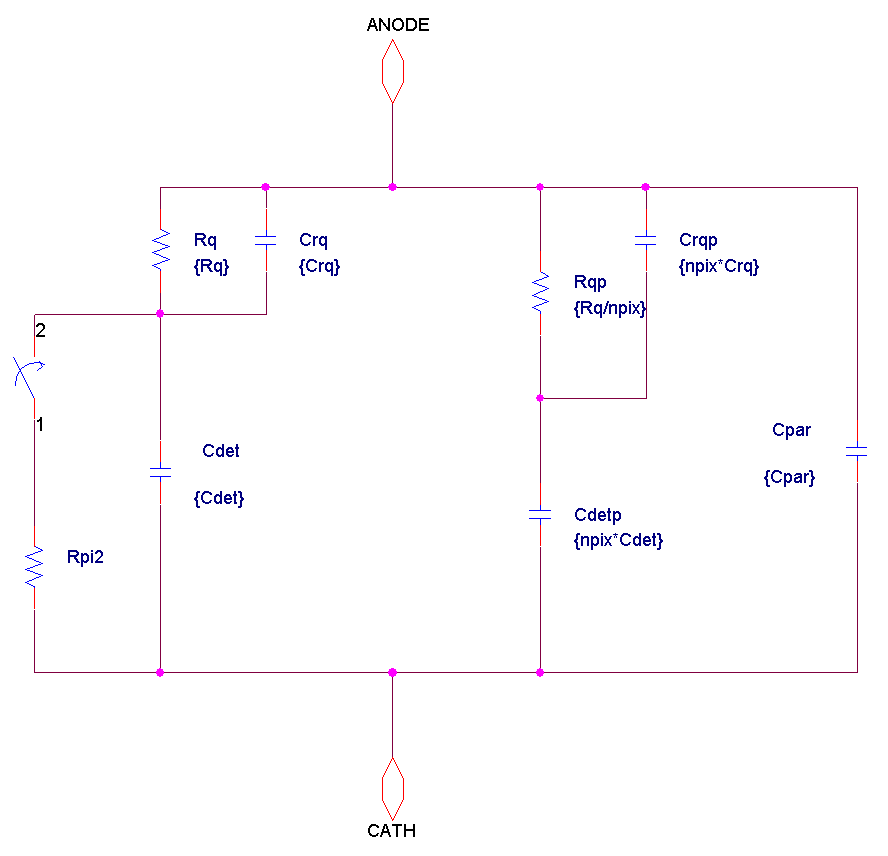 ANODE
Rq
{Rq}
Crq
{Crq}
Crqp
{npix*Crq}
Rqp
{Rq/npix}
2
1
Cdet
{Cdet}
Cpar
{Cpar}
Cdetp
{npix*Cdet}
Rpi2
CATH